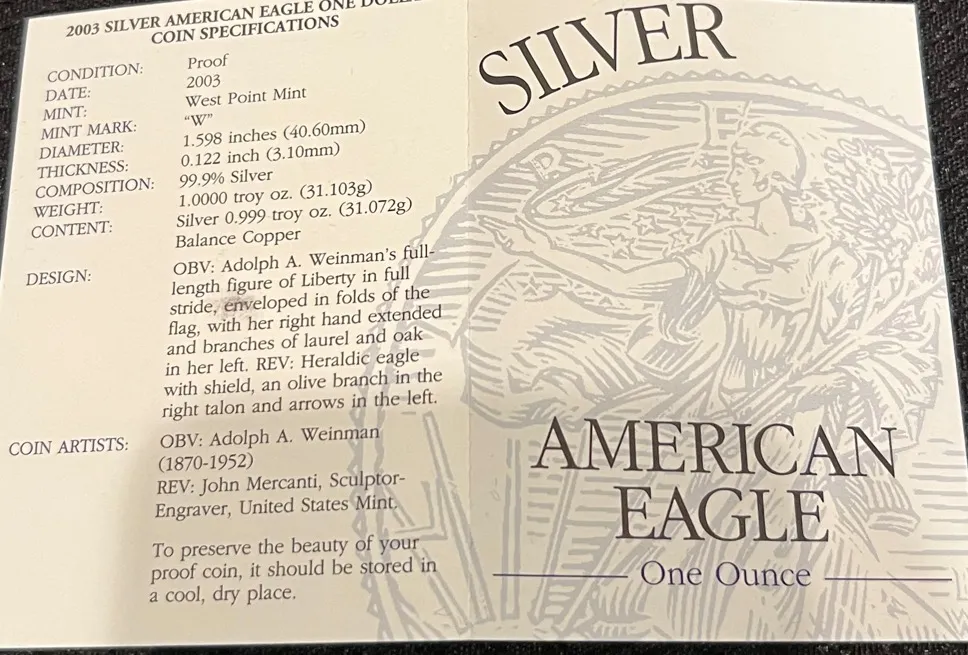 2003 SILVER AMERICAN EAGLE ONE
COIN SPECIFICATIONS
CONDITION: Proof
DATE: 2003
MINT: West Point Mint
MINT MARK: “W”
DIAMETER: 1.598 inches (40.60mm)
THICKNESS: 0.122 inch (3.10mm)
COMPOSITION: 99.9% Silver
WEIGHT: 1.0000 troy oz. (31.103g)
CONTENT: Silver 0.999 troy oz. (31.072g)
Balance Copper
DESIGN: OBV: Adolph A. Weinman's full-
length figure of Liberty in full
stride, enveloped in folds of the
flag, with her right hand extended
and branches of laurel and oak
in her left. REV: Heraldic eagle
with shield, an olive branch in the
right talon and arrows in the left.
COIN ARTISTS: OBV: Adolph A. Weinman
(1870-1952)
REV: John Mercanti, Sculptor-
Engraver, United States Mint.
To preserve the beauty of your
proof coin, it should be stored in
a cool, dry place.
SILVER
AMERICAN
EAGLE
One Ounce